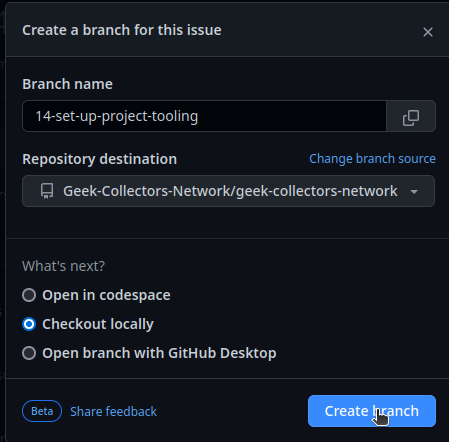 Create a branch for this issue
Branch name
14-set-up-project-tooling
Repository destination
Change branch source
Geek-Collectors-Network/geek-collectors-network
What's next?
Open in codespace
Checkout locally
Open branch with GitHub Desktop
Beta
Share feedback
Create branch